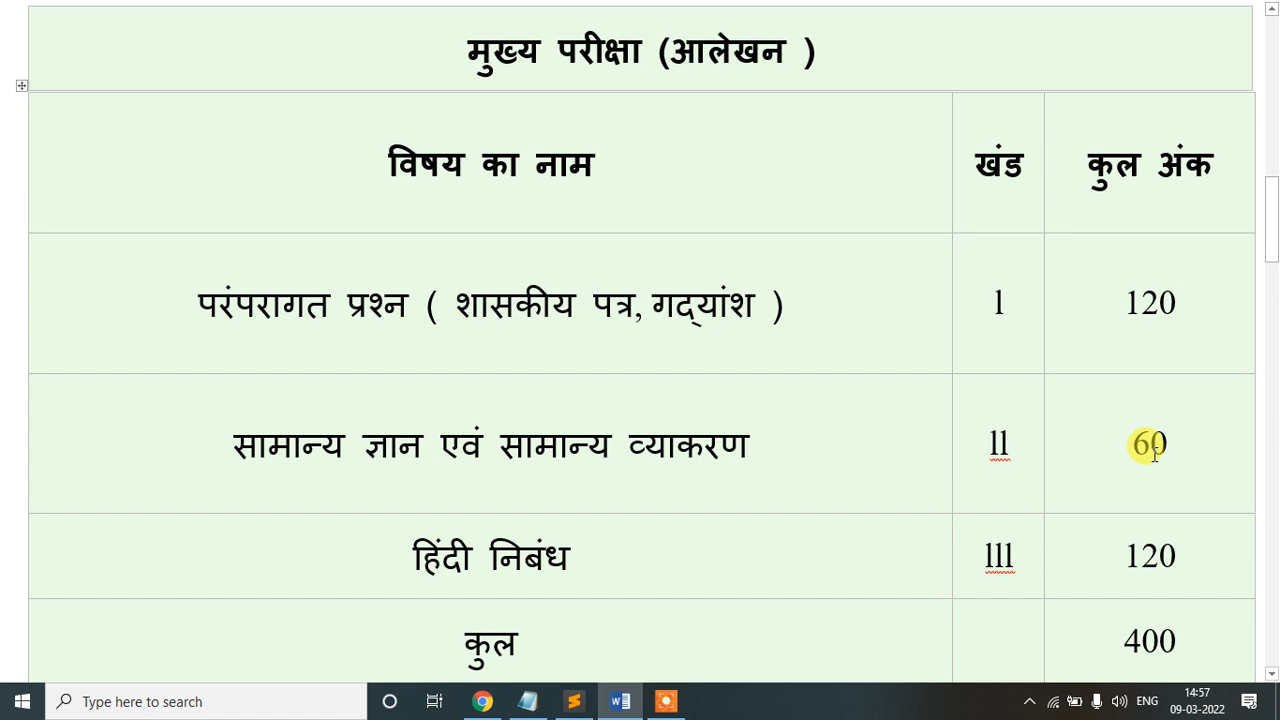 मुख्य परीक्षा (आलेखन )
विषय का नाम खंड कुल अंक
परंपरागत प्रश्न ( शासकीय पत्र, गद्यांश ) l 120
सामान्य ज्ञान एवं सामान्य व्याकरण ll 60
हिंदी निबंध lll 120
कुल 400
Type here to search ENG 14:57
09-03-2022